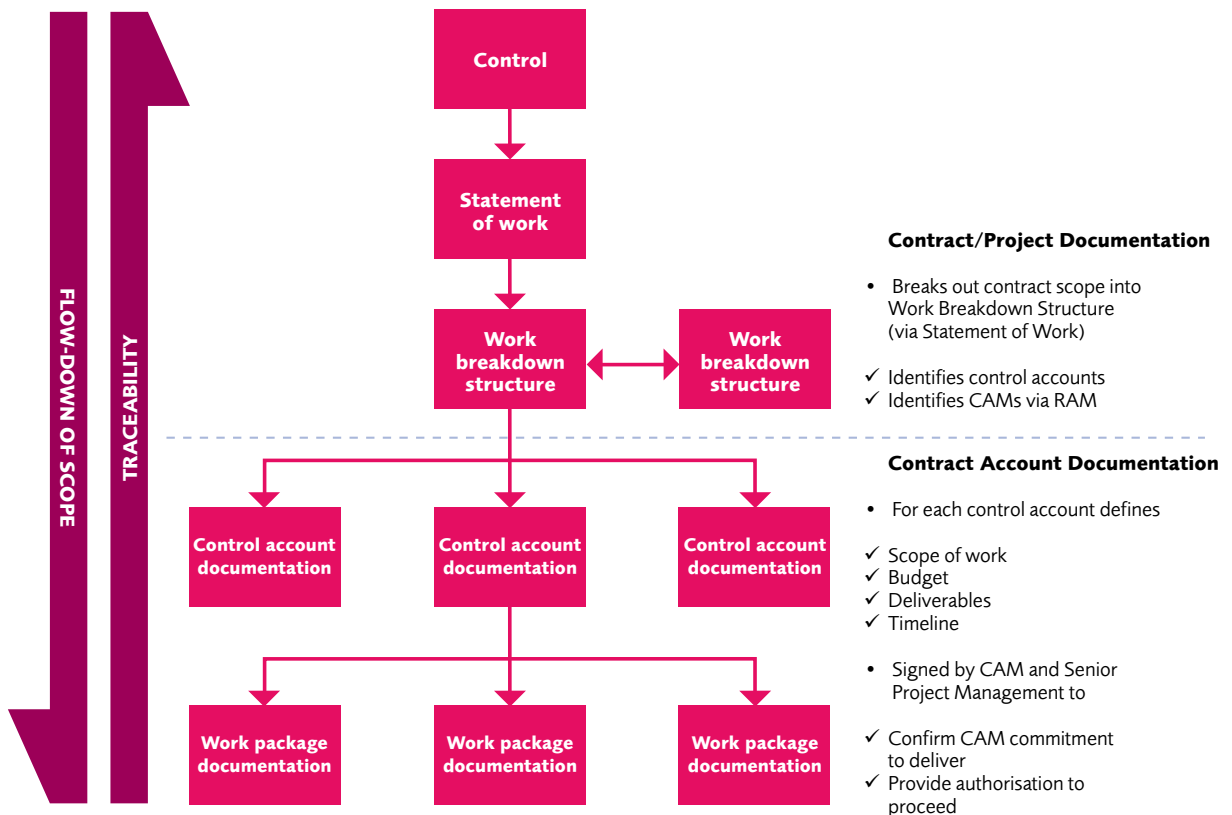 FLOW-DOWN OF SCOPE
TRACEABILITY
Control
Statement
of work
Work
breakdown
structure
Work
breakdown
structure
Contract/Project Documentation
• Breaks out contract scope into
Work Breakdown Structure
(via Statement of Work)
✓ Identifies control accounts
✓ Identifies CAMs via RAM
Control account
documentation
Control account
documentation
Control account
documentation
Work package
documentation
Work package
documentation
Work package
documentation
Contract Account Documentation
• For each control account defines
✓ Scope of work
✓ Budget
✓ Deliverables
✓ Timeline
• Signed by CAM and Senior
Project Management to
✓ Confirm CAM commitment
to deliver
✓ Provide authorisation to
proceed